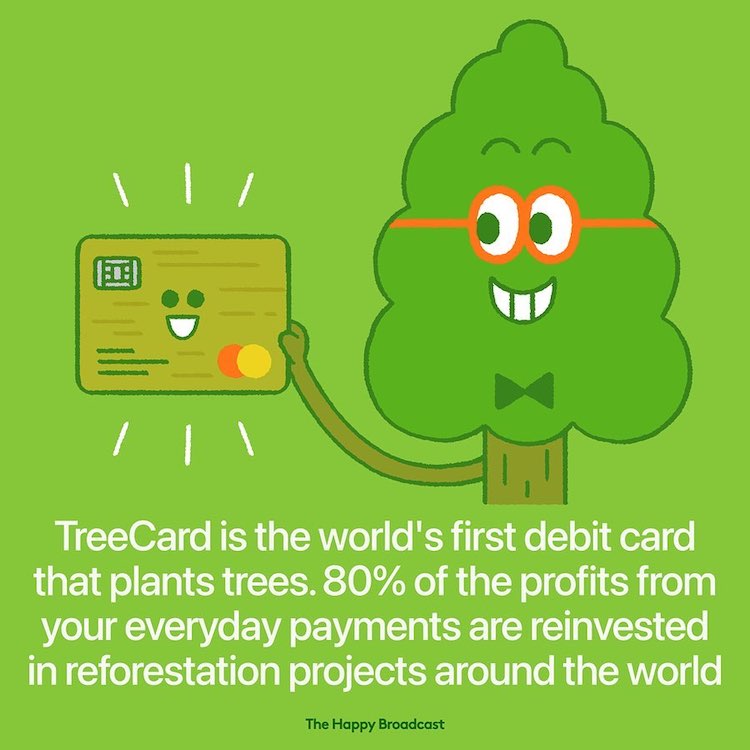 TreeCard is the world's first debit card
that plants trees. 80% of the profits from
your everyday payments are reinvested
in reforestation projects around the world
The Happy Broadcast